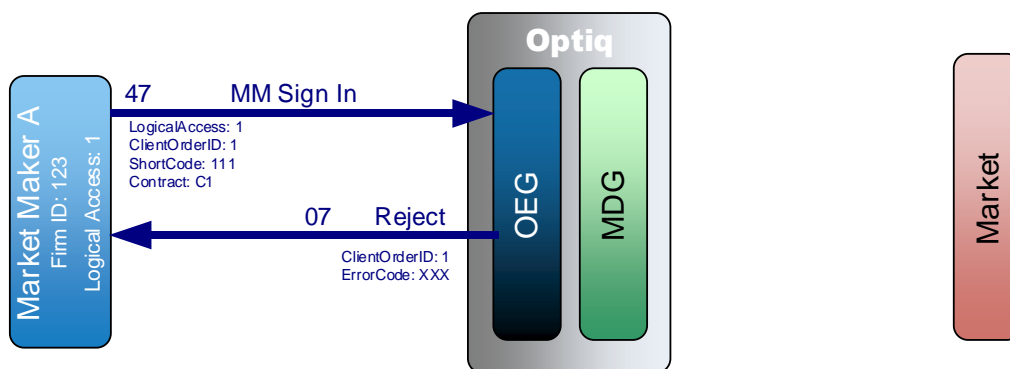 Optiq
Market Maker A
Firm ID: 123
Logical Access: 1
47 MM Sign In
LogicalAccess: 1
ClientOrderID: 1
ShortCode: 111
Contract: C1
07 Reject
ClientOrderID: 1
ErrorCode: XXX
OEG
MDG
Market